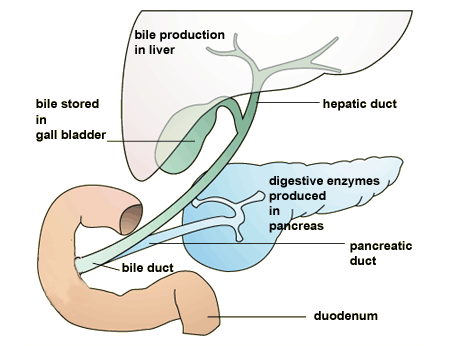 bile production
in liver
bile stored
in
gall bladder
hepatic duct
digestive enzymes
produced
in
pancreas
pancreatic
duct
bile duct
duodenum